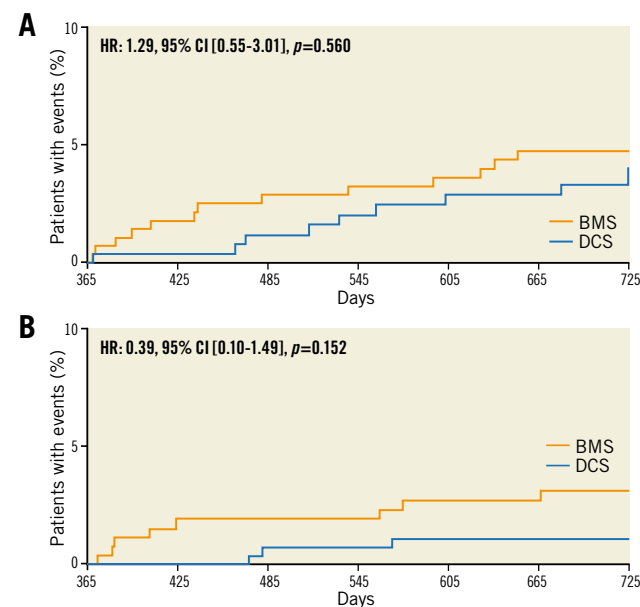 A
10
HR: 1.29, 95% CI [0.55-3.01], p=0.560
Patients with events (%)
5
BMS
DCS
0
365 425 485 545 605 665 725
Days
B
10
HR: 0.39, 95% CI [0.10-1.49], p=0.152
Patients with events (%)
5
BMS
DCS
0
365 425 485 545 605 665 725
Days